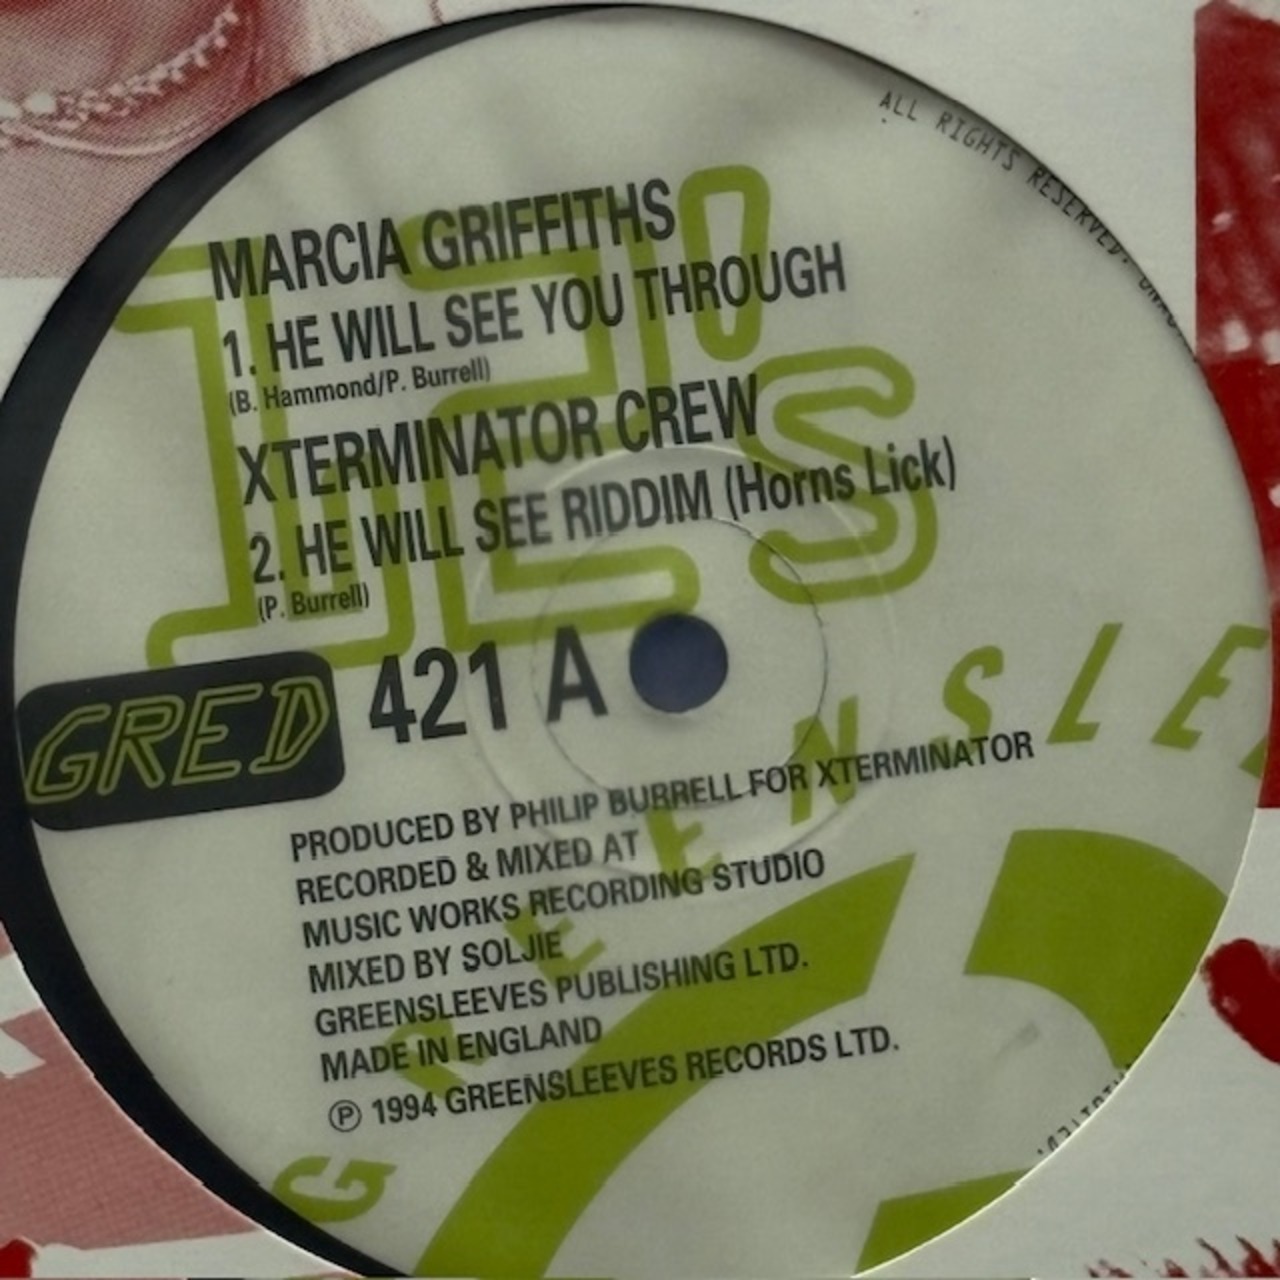 ALL RIGHTS RESERVED.
12's
MARCIA GRIFFITHS
1. HE WILL SEE YOU THROUGH
(B. Hammond/P. Burrell)
XTERMINATOR CREW
2. HE WILL SEE RIDDIM (Horns Lick)
(P. Burrell)
GRED 421 A
PRODUCED BY PHILIP BURRELL FOR XTERMINATOR
RECORDED & MIXED AT
MUSIC WORKS RECORDING STUDIO
MIXED BY SOLJIE
GREENSLEEVES PUBLISHING LTD.
MADE IN ENGLAND
℗ 1994 GREENSLEEVES RECORDS LTD.